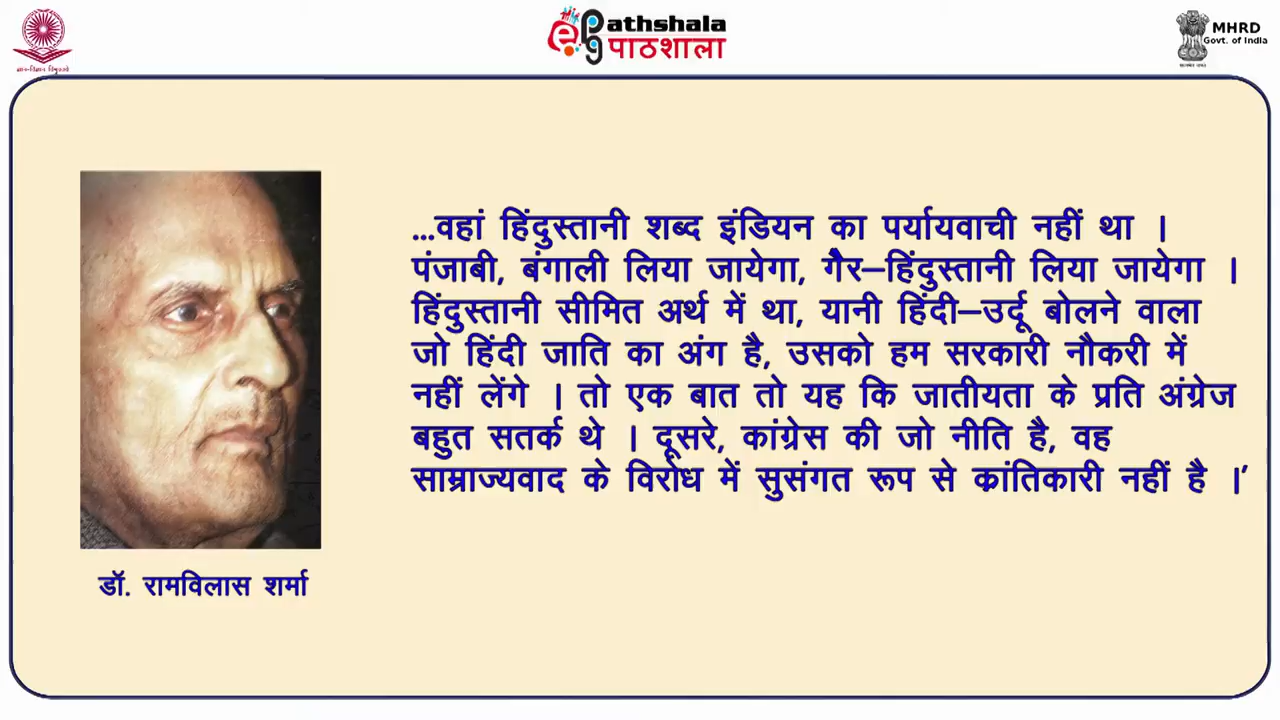 ePathshala
पाठशाला
MHRD
Govt. of India
...वहां हिंदुस्तानी शब्द इंडियन का पर्यायवाची नहीं था ।
पंजाबी, बंगाली लिया जायेगा, गैर–हिंदुस्तानी लिया जायेगा ।
हिंदुस्तानी सीमित अर्थ में था, यानी हिंदी–उर्दू बोलने वाला
जो हिंदी जाति का अंग है, उसको हम सरकारी नौकरी में
नहीं लेंगे । तो एक बात तो यह कि जातीयता के प्रति अंग्रेज
बहुत सतर्क थे । दूसरे, कांग्रेस की जो नीति है, वह
साम्राज्यवाद के विरोध में सुसंगत रूप से क्रांतिकारी नहीं है ।’
डॉ. रामविलास शर्मा